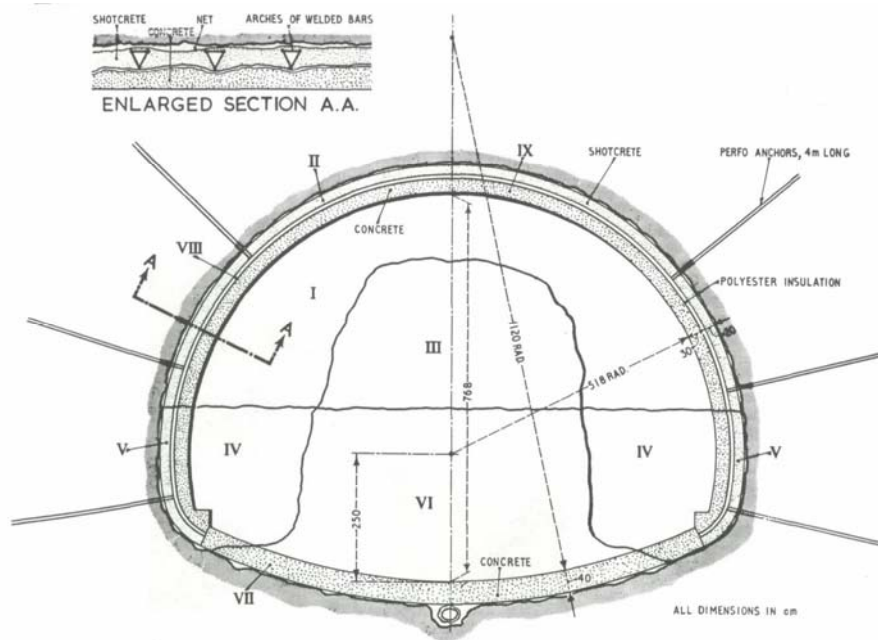 SHOTCRETE
NET
ARCHES OF WELDED BARS
CONCRETE
ENLARGED SECTION A.A.
II
IX
SHOTCRETE
PERFO ANCHORS, 4m LONG
CONCRETE
VIII
A
A
I
POLYESTER INSULATION
III
1120 RAD
768
518 RAD.
30
V
IV
IV
V
250
VI
VII
CONCRETE
40
ALL DIMENSIONS IN cm